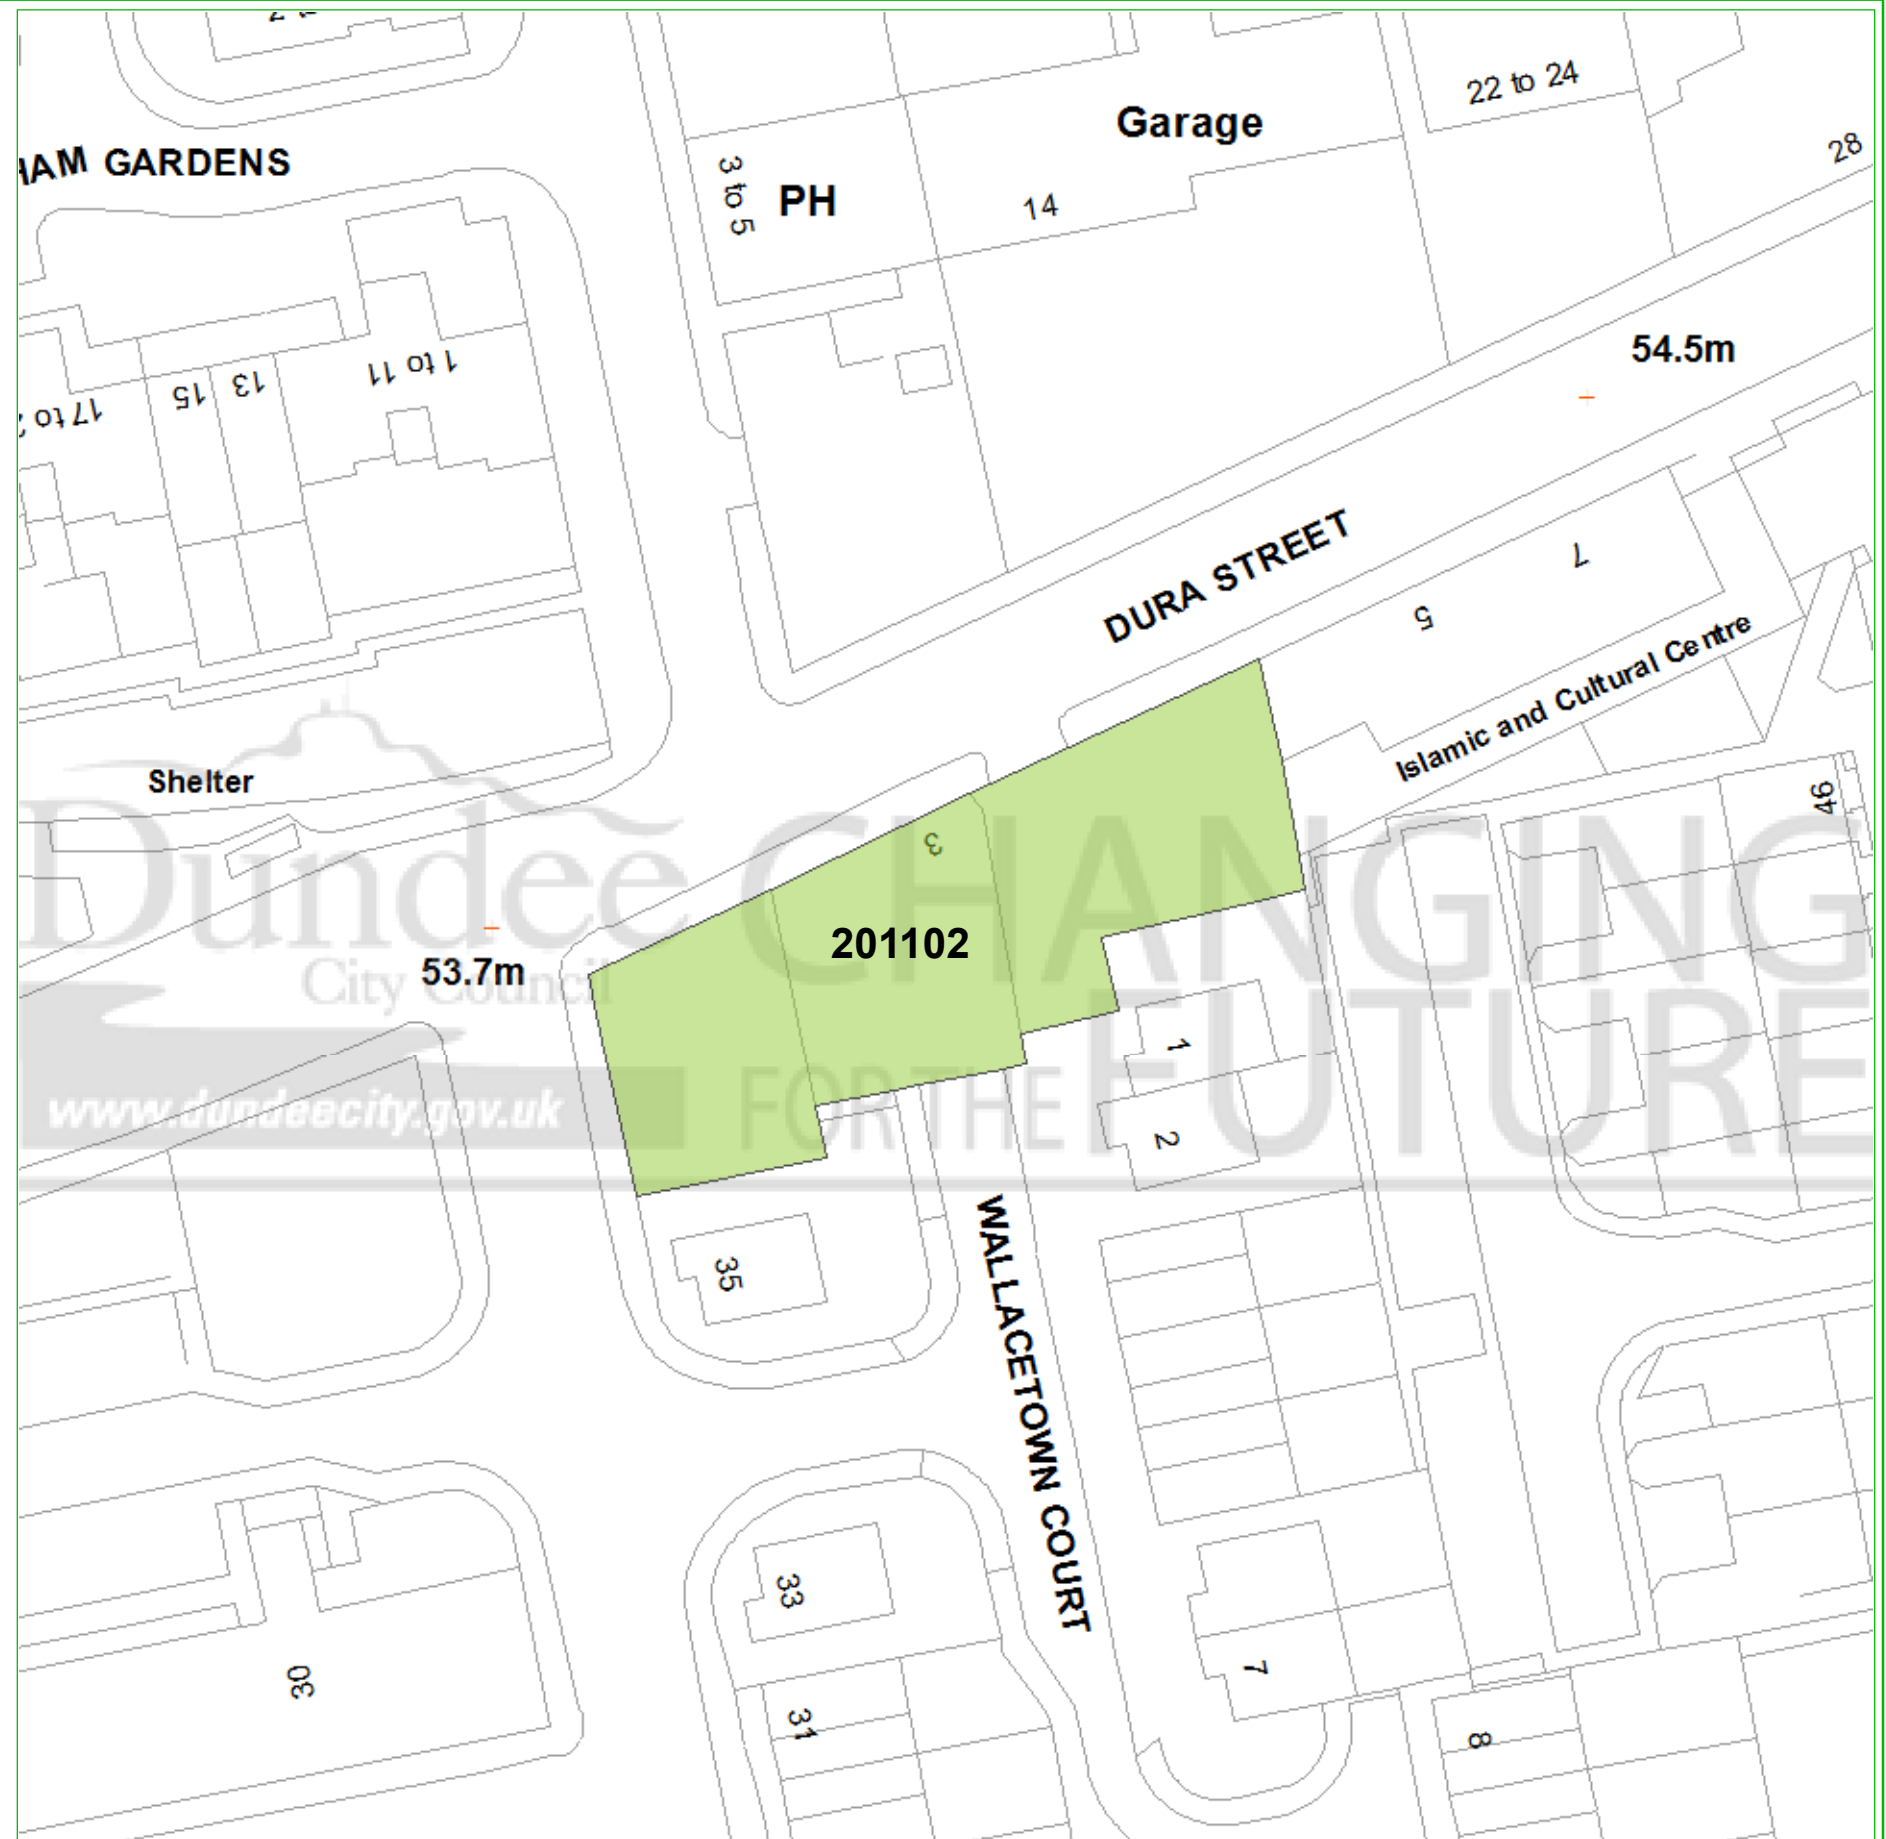 22 to 24
Garage
28
GARDENS
3 to 5
PH
14
54.5m
1 to 11
13
15
17 to
DURA STREET
7
5
Islamic and Cultural Centre
Shelter
46
3
Dundee
City Council
CHANGING
FOR THE FUTURE
www.dundeecity.gov.uk
201102
53.7m
1
2
35
WALLACETOWN COURT
33
30
31
7
8